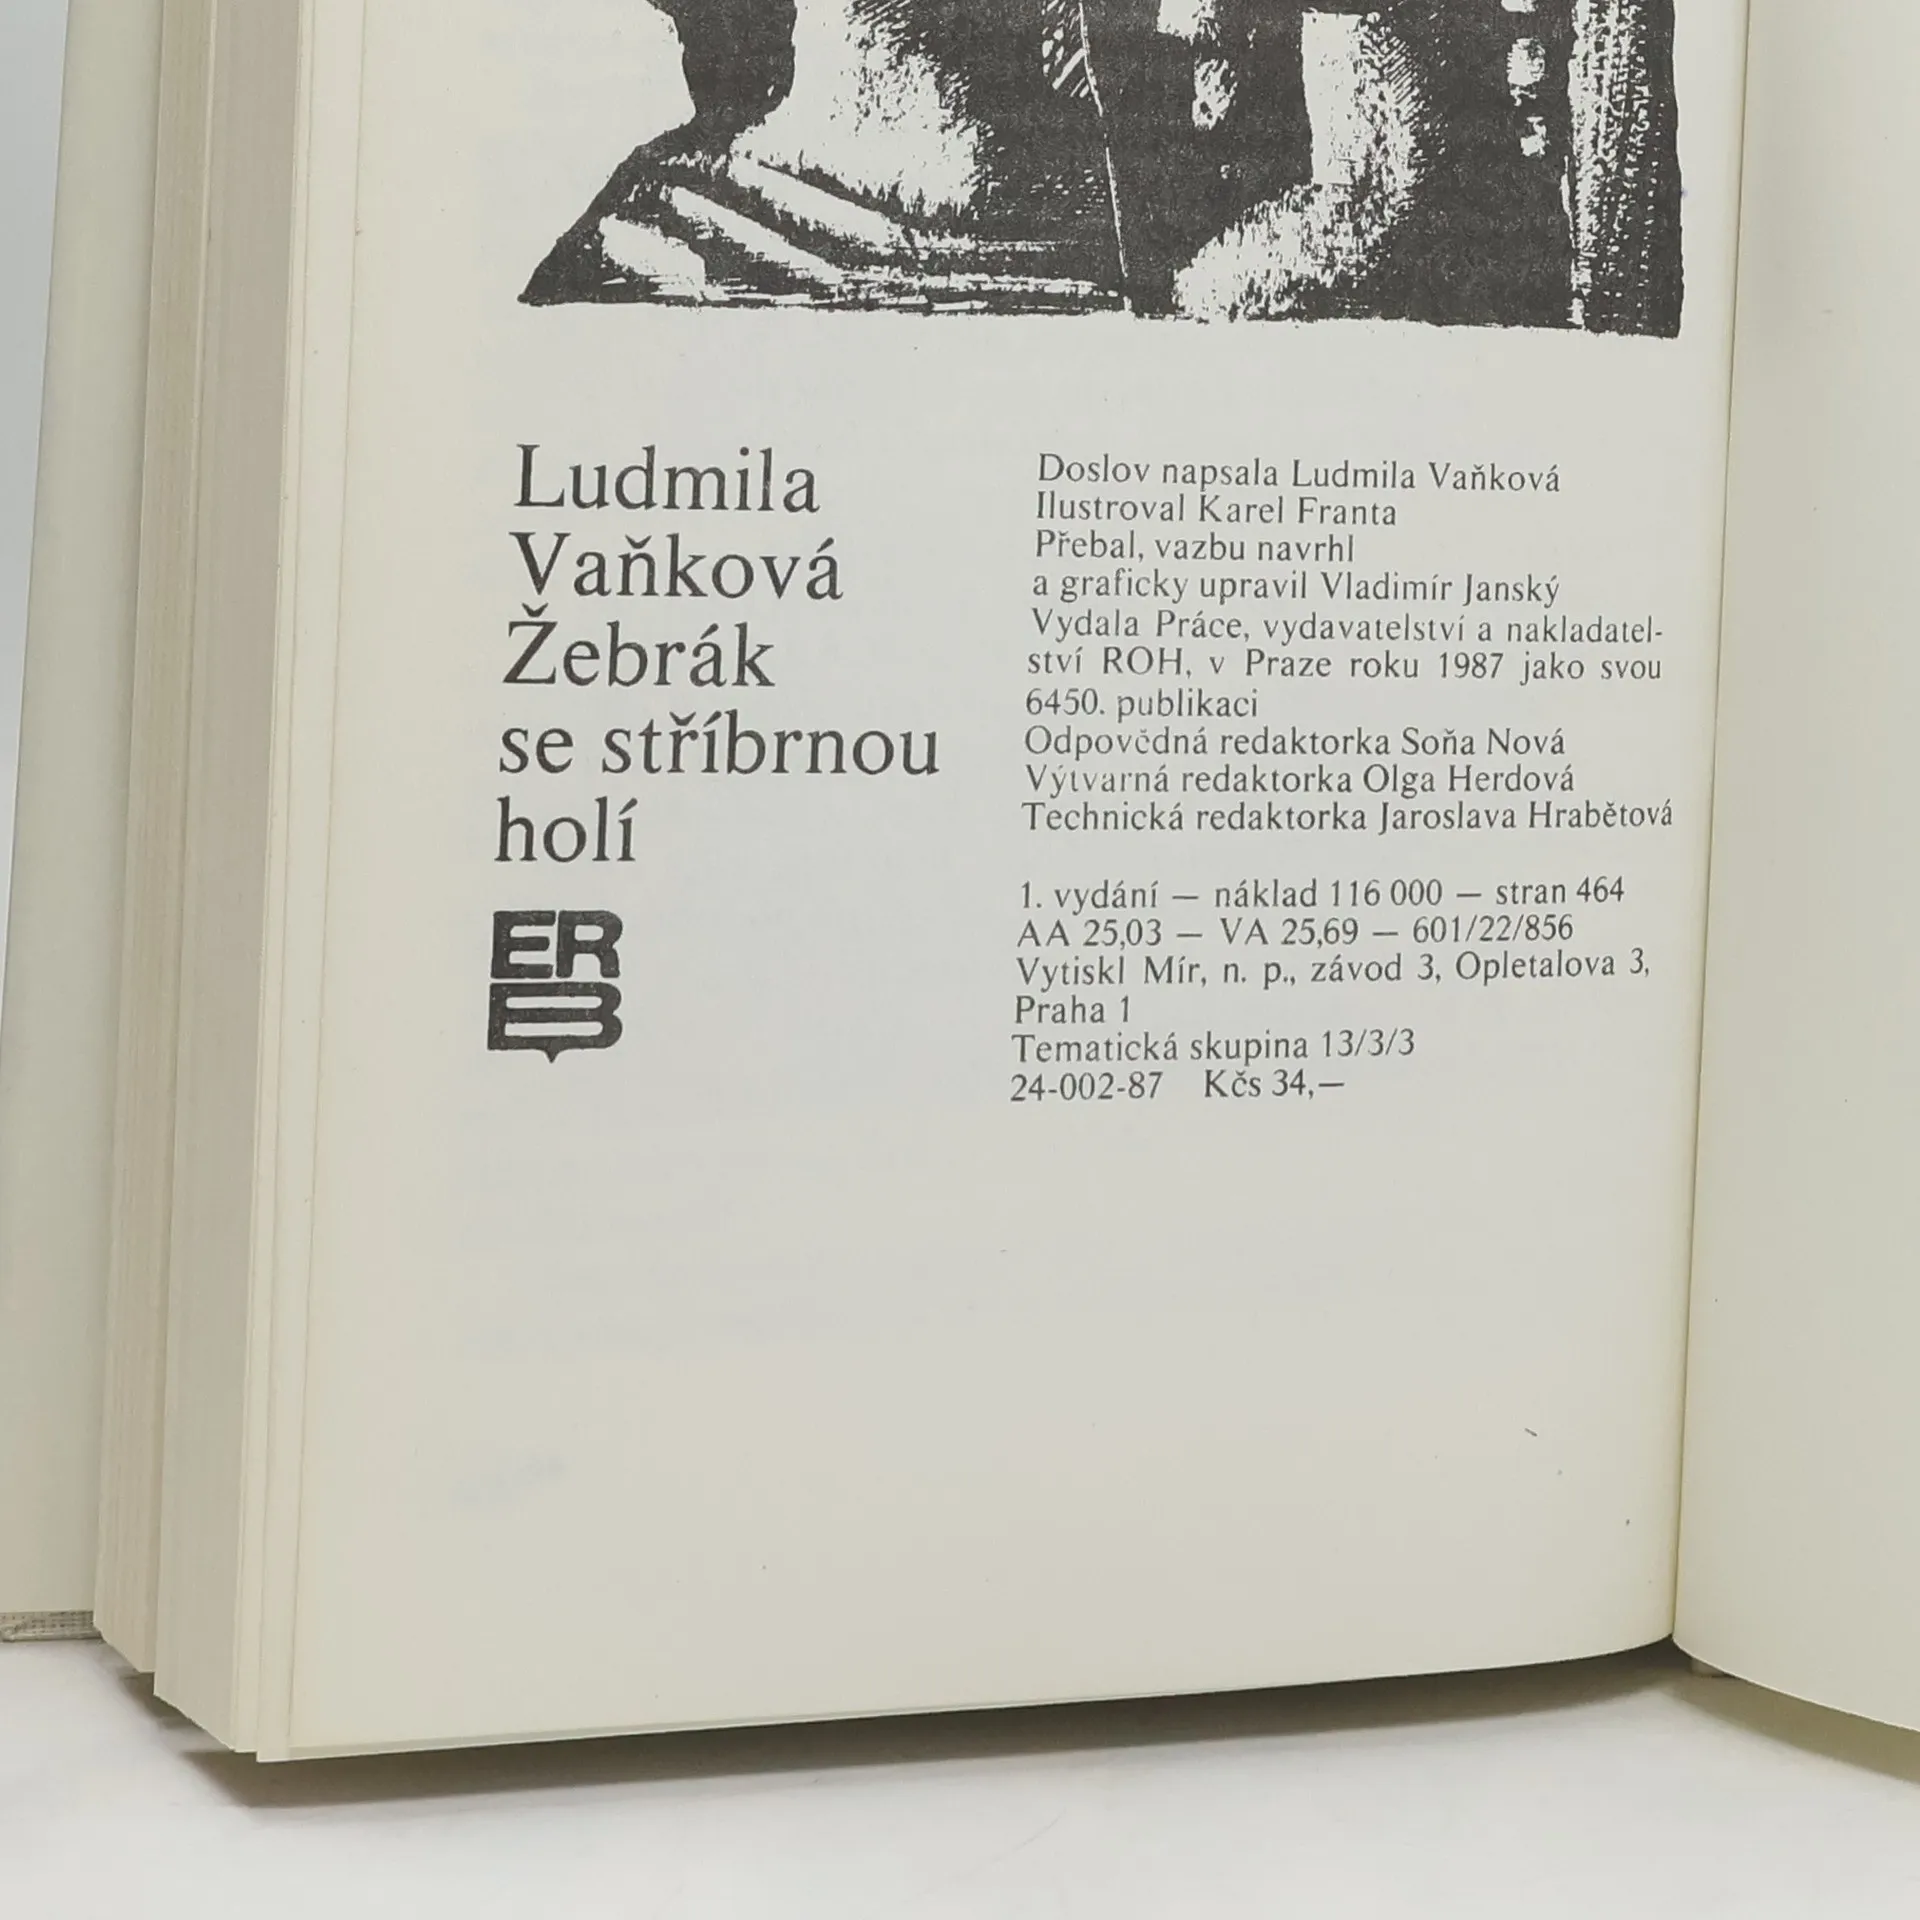 Ludmila
Vaňková
Žebrák
se stříbrnou
holí
ER
B
Doslov napsala Ludmila Vaňková
Ilustroval Karel Franta
Přebal, vazbu navrhl
a graficky upravil Vladimír Janský
Vydala Práce, vydavatelství a nakladatel-
ství ROH, v Praze roku 1987 jako svou
6450. publikaci
Odpovědná redaktorka Soňa Nová
Výtvarná redaktorka Olga Herdová
Technická redaktorka Jaroslava Hrabětová
1. vydání — náklad 116 000 — stran 464
AA 25,03 — VA 25,69 — 601/22/856
Vytiskl Mír, n. p., závod 3, Opletalova 3,
Praha 1
Tematická skupina 13/3/3
24-002-87 Kčs 34,—